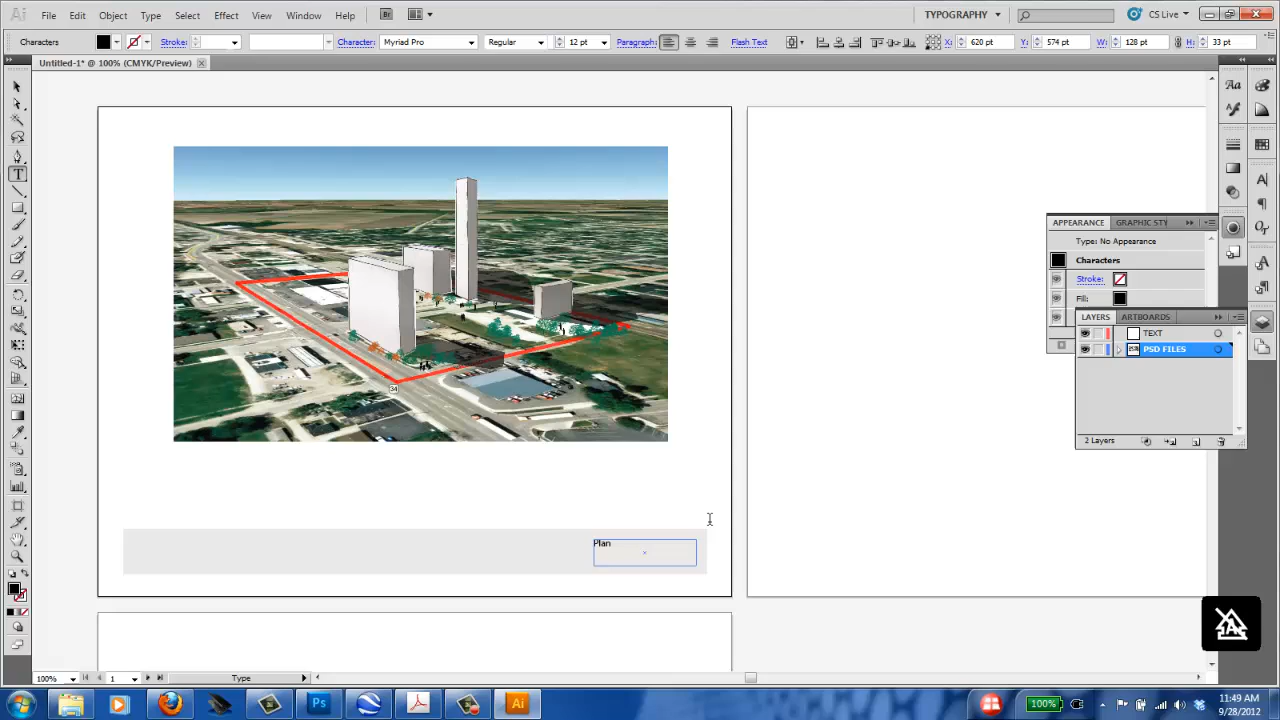 Ai
File Edit Object Type Select Effect View Window Help
Br
TYPOGRAPHY
CS Live
Characters
Stroke:
Character:
Myriad Pro
Regular
12 pt
Paragraph:
Flash Text
X: 620 pt
Y: 574 pt
W: 128 pt
H: 33 pt
Untitled-1* @ 100% (CMYK/Preview)
APPEARANCE
GRAPHIC STY
Type: No Appearance
Characters
Stroke:
Fill:
LAYERS
ARTBOARDS
TEXT
PSD FILES
2 Layers
34
Plan
100%
1
Type
Ps
Ai
100%
11:49 AM
9/28/2012